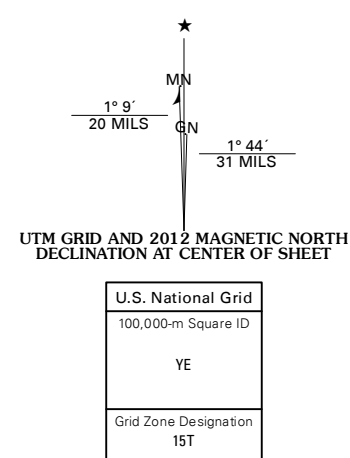 ★
MN
1° 9´
20 MILS
GN
1° 44´
31 MILS
UTM GRID AND 2012 MAGNETIC NORTH
DECLINATION AT CENTER OF SHEET
U.S. National Grid
100,000-m Square ID
YE
Grid Zone Designation
15T